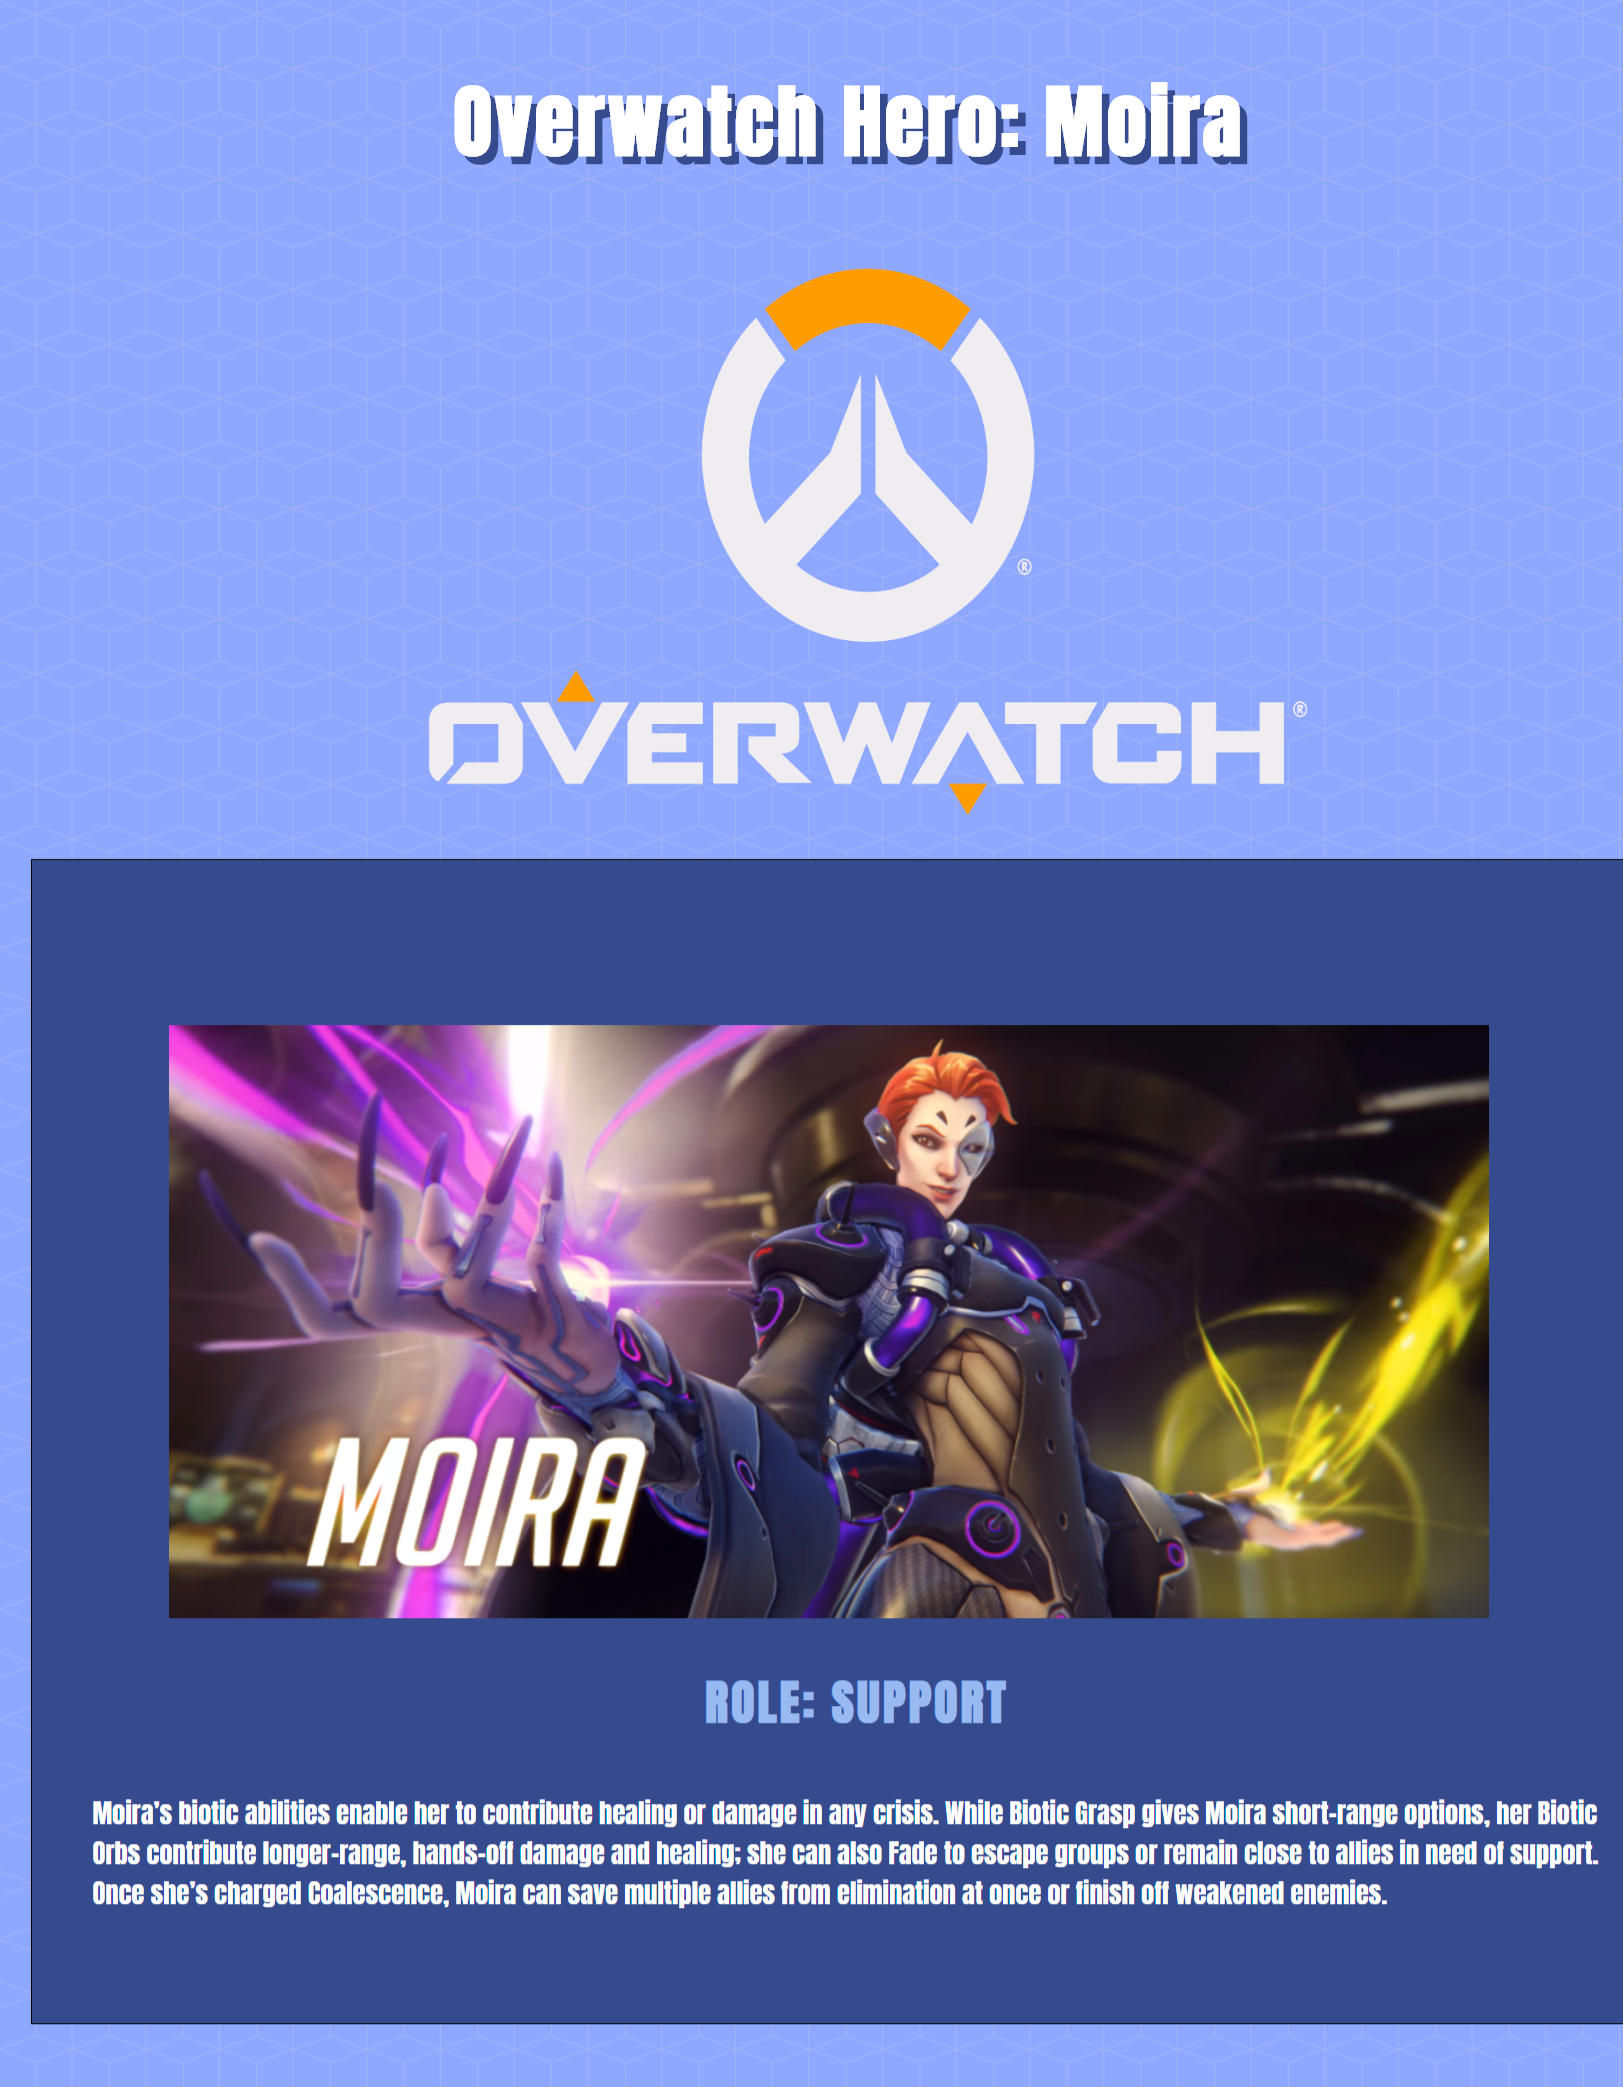 Overwatch Hero: Moira
®
OVERWATCH®
MOIRA
ROLE: SUPPORT
Moira’s biotic abilities enable her to contribute healing or damage in any crisis. While Biotic Grasp gives Moira short-range options, her Biotic
Orbs contribute longer-range, hands-off damage and healing; she can also Fade to escape groups or remain close to allies in need of support.
Once she’s charged Coalescence, Moira can save multiple allies from elimination at once or finish off weakened enemies.